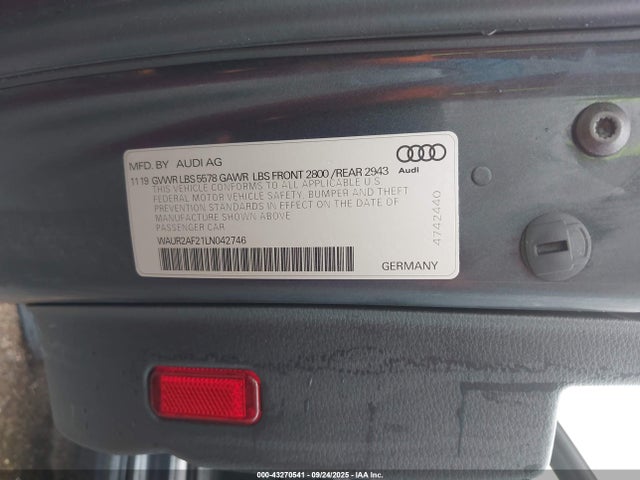 MFD. BY AUDI AG
11 19 GVWR LBS 5578 GAWR LBS FRONT 2800 / REAR 2943
THIS VEHICLE CONFORMS TO ALL APPLICABLE U.S.
FEDERAL MOTOR VEHICLE SAFETY, BUMPER AND THEFT
PREVENTION STANDARDS IN EFFECT ON THE DATE OF
MANUFACTURE SHOWN ABOVE
PASSENGER CAR
WAUR2AF21LN042746
Audi
4742440
GERMANY
000-43270541 - 09/24/2025 - IAA Inc.